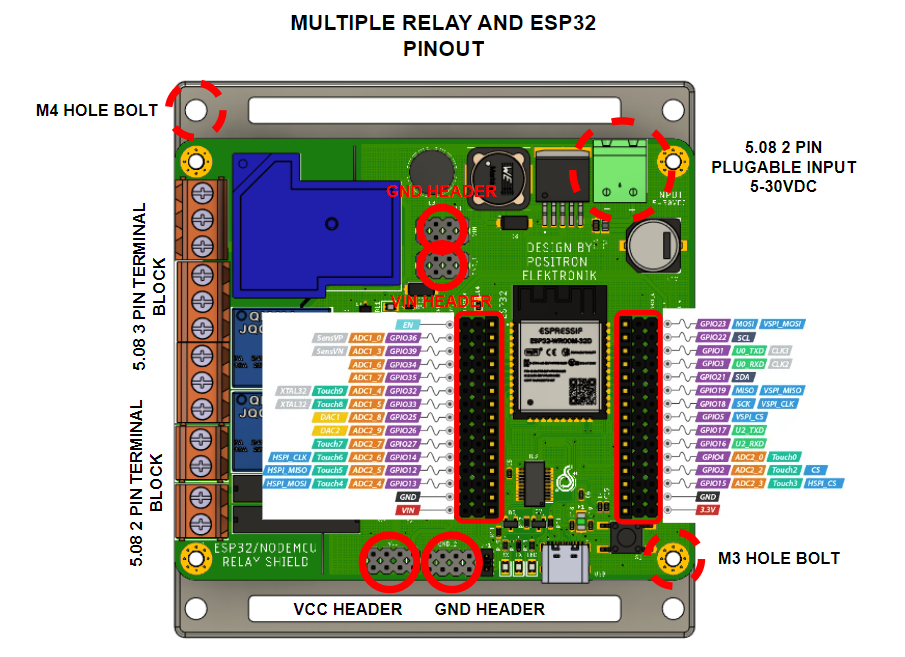 MULTIPLE RELAY AND ESP32
PINOUT
M4 HOLE BOLT
5.08 2 PIN
PLUGABLE INPUT
5-30VDC
5.08 3 PIN TERMINAL
BLOCK
5.08 2 PIN TERMINAL
BLOCK
GND HEADER
VIN HEADER
INPUT
5-30VDC
DESIGN BY
POSITRON
ELEKTRONIK
ESPRESSIF
ESP32-WROOM-32D
EN
SensVP ADC1_0 GPIO36
SensVN ADC1_3 GPIO39
ADC1_6 GPIO34
ADC1_7 GPIO35
XTAL32 Touch9 ADC1_4 GPIO32
XTAL32 Touch8 ADC1_5 GPIO33
DAC1 ADC2_8 GPIO25
DAC2 ADC2_9 GPIO26
Touch7 ADC2_7 GPIO27
HSPI_CLK Touch6 ADC2_6 GPIO14
HSPI_MISO Touch5 ADC2_5 GPIO12
HSPI_MOSI Touch4 ADC2_4 GPIO13
GND
VIN
GPIO23 MOSI VSPI_MOSI
GPIO22 SCL
GPIO1 U0_TXD CLK3
GPIO3 U0_RXD CLK2
GPIO21 SDA
GPIO19 MISO VSPI_MISO
GPIO18 SCK VSPI_CLK
GPIO5 VSPI_CS
GPIO17 U2_TXD
GPIO16 U2_RXD
GPIO4 ADC2_0 Touch0
GPIO2 ADC2_2 Touch2 CS
GPIO15 ADC2_3 Touch3 HSPI_CS
GND
3.3V
ESP32/NODEMCU
RELAY SHIELD
M3 HOLE BOLT
VCC HEADER
GND HEADER